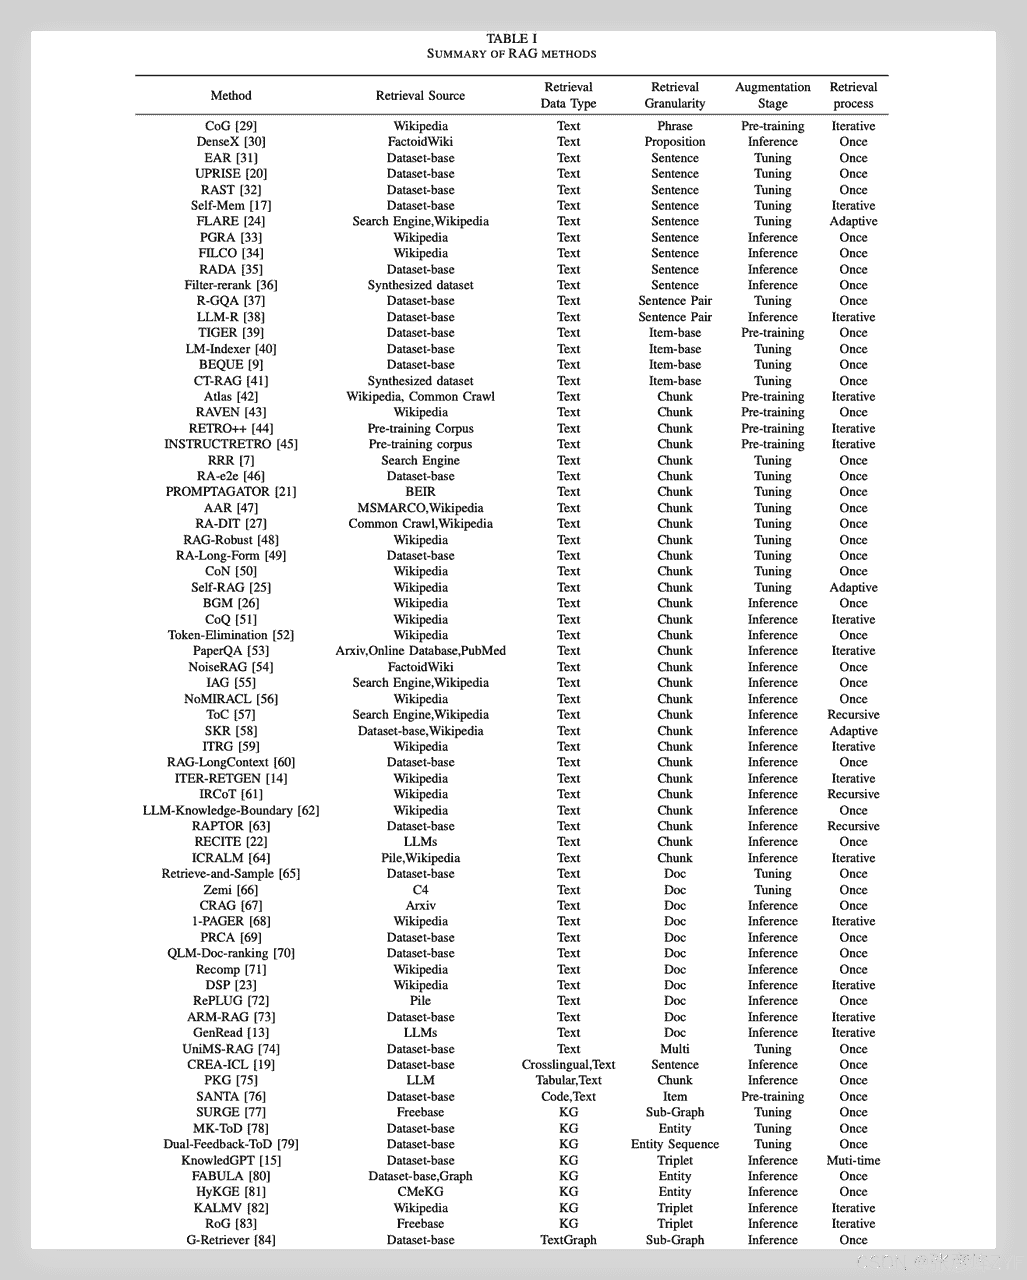 TABLE I
SUMMARY OF RAG METHODS
Method Retrieval Source Retrieval Data Type Retrieval Granularity Augmentation Stage Retrieval process
CoG [29] Wikipedia Text Phrase Pre-training Iterative
DenseX [30] FactoidWiki Text Proposition Inference Once
EAR [31] Dataset-base Text Sentence Tuning Once
UPRISE [20] Dataset-base Text Sentence Tuning Once
RAST [32] Dataset-base Text Sentence Tuning Once
Self-Mem [17] Dataset-base Text Sentence Tuning Iterative
FLARE [24] Search Engine,Wikipedia Text Sentence Tuning Adaptive
PGRA [33] Wikipedia Text Sentence Inference Once
FILCO [34] Wikipedia Text Sentence Inference Once
RADA [35] Dataset-base Text Sentence Inference Once
Filter-rerank [36] Synthesized dataset Text Sentence Inference Once
R-GQA [37] Dataset-base Text Sentence Pair Tuning Once
LLM-R [38] Dataset-base Text Sentence Pair Inference Iterative
TIGER [39] Dataset-base Text Item-base Pre-training Once
LM-Indexer [40] Dataset-base Text Item-base Tuning Once
BEQUE [9] Dataset-base Text Item-base Tuning Once
CT-RAG [41] Synthesized dataset Text Item-base Tuning Once
Atlas [42] Wikipedia, Common Crawl Text Chunk Pre-training Iterative
RAVEN [43] Wikipedia Text Chunk Pre-training Once
RETRO++ [44] Pre-training Corpus Text Chunk Pre-training Iterative
INSTRUCTRETRO [45] Pre-training corpus Text Chunk Pre-training Iterative
RRR [7] Search Engine Text Chunk Tuning Once
RA-e2e [46] Dataset-base Text Chunk Tuning Once
PROMPTAGATOR [21] BEIR Text Chunk Tuning Once
AAR [47] MSMARCO,Wikipedia Text Chunk Tuning Once
RA-DIT [27] Common Crawl,Wikipedia Text Chunk Tuning Once
RAG-Robust [48] Wikipedia Text Chunk Tuning Once
RA-Long-Form [49] Dataset-base Text Chunk Tuning Once
CoN [50] Wikipedia Text Chunk Tuning Once
Self-RAG [25] Wikipedia Text Chunk Tuning Adaptive
BGM [26] Wikipedia Text Chunk Inference Once
CoQ [51] Wikipedia Text Chunk Inference Iterative
Token-Elimination [52] Wikipedia Text Chunk Inference Once
PaperQA [53] Arxiv,Online Database,PubMed Text Chunk Inference Iterative
NoiseRAG [54] FactoidWiki Text Chunk Inference Once
IAG [55] Search Engine,Wikipedia Text Chunk Inference Once
NoMIRACL [56] Wikipedia Text Chunk Inference Once
ToC [57] Search Engine,Wikipedia Text Chunk Inference Recursive
SKR [58] Dataset-base,Wikipedia Text Chunk Inference Adaptive
ITRG [59] Wikipedia Text Chunk Inference Iterative
RAG-LongContext [60] Dataset-base Text Chunk Inference Once
ITER-RETGEN [14] Wikipedia Text Chunk Inference Iterative
IRCoT [61] Wikipedia Text Chunk Inference Recursive
LLM-Knowledge-Boundary [62] Wikipedia Text Chunk Inference Once
RAPTOR [63] Dataset-base Text Chunk Inference Recursive
RECITE [22] LLMs Text Chunk Inference Once
ICRALM [64] Pile,Wikipedia Text Chunk Inference Iterative
Retrieve-and-Sample [65] Dataset-base Text Doc Tuning Once
Zemi [66] C4 Text Doc Tuning Once
CRAG [67] Arxiv Text Doc Inference Once
1-PAGER [68] Wikipedia Text Doc Inference Iterative
PRCA [69] Dataset-base Text Doc Inference Once
QLM-Doc-ranking [70] Dataset-base Text Doc Inference Once
Recomp [71] Wikipedia Text Doc Inference Once
DSP [23] Wikipedia Text Doc Inference Iterative
RePLUG [72] Pile Text Doc Inference Once
ARM-RAG [73] Dataset-base Text Doc Inference Iterative
GenRead [13] LLMs Text Doc Inference Iterative
UniMS-RAG [74] Dataset-base Text Multi Tuning Once
CREA-ICL [19] Dataset-base Crosslingual,Text Sentence Inference Once
PKG [75] LLM Tabular,Text Chunk Inference Once
SANTA [76] Dataset-base Code,Text Item Pre-training Once
SURGE [77] Freebase KG Sub-Graph Tuning Once
MK-ToD [78] Dataset-base KG Entity Tuning Once
Dual-Feedback-ToD [79] Dataset-base KG Entity Sequence Tuning Once
KnowledGPT [15] Dataset-base KG Triplet Inference Muti-time
FABULA [80] Dataset-base,Graph KG Entity Inference Once
HyKGE [81] CMeKG KG Entity Inference Once
KALMV [82] Wikipedia KG Triplet Inference Iterative
RoG [83] Freebase KG Triplet Inference Iterative
G-Retriever [84] Dataset-base TextGraph Sub-Graph Inference Once